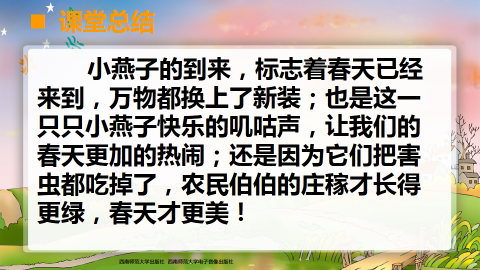 ■ 课堂总结
小燕子的到来，标志着春天已经
来到，万物都换上了新装；也是这一
只只小燕子快乐的叽咕声，让我们的
春天更加的热闹；还是因为它们把害
虫都吃掉了，农民伯伯的庄稼才长得
更绿，春天才更美！
西南师范大学出版社 西南师范大学电子音像出版社